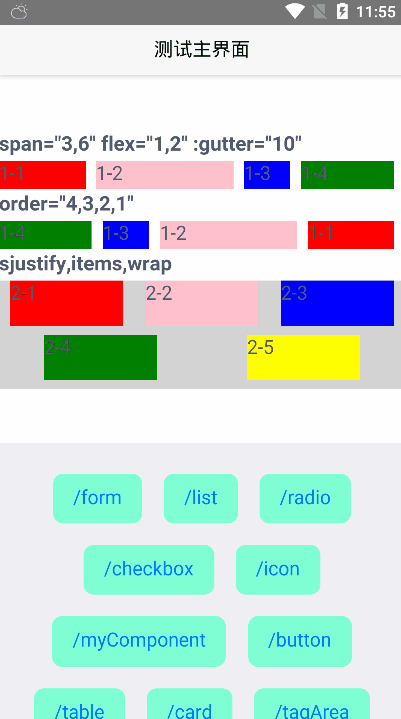 11:55
测试主界面
span="3,6" flex="1,2" :gutter="10"
1-1 1-2 1-3 1-4
order="4,3,2,1"
1-4 1-3 1-2 1-1
sjustify,items,wrap
2-1 2-2 2-3
2-4 2-5
/form /list /radio
/checkbox /icon
/myComponent /button
/table /card /tagArea